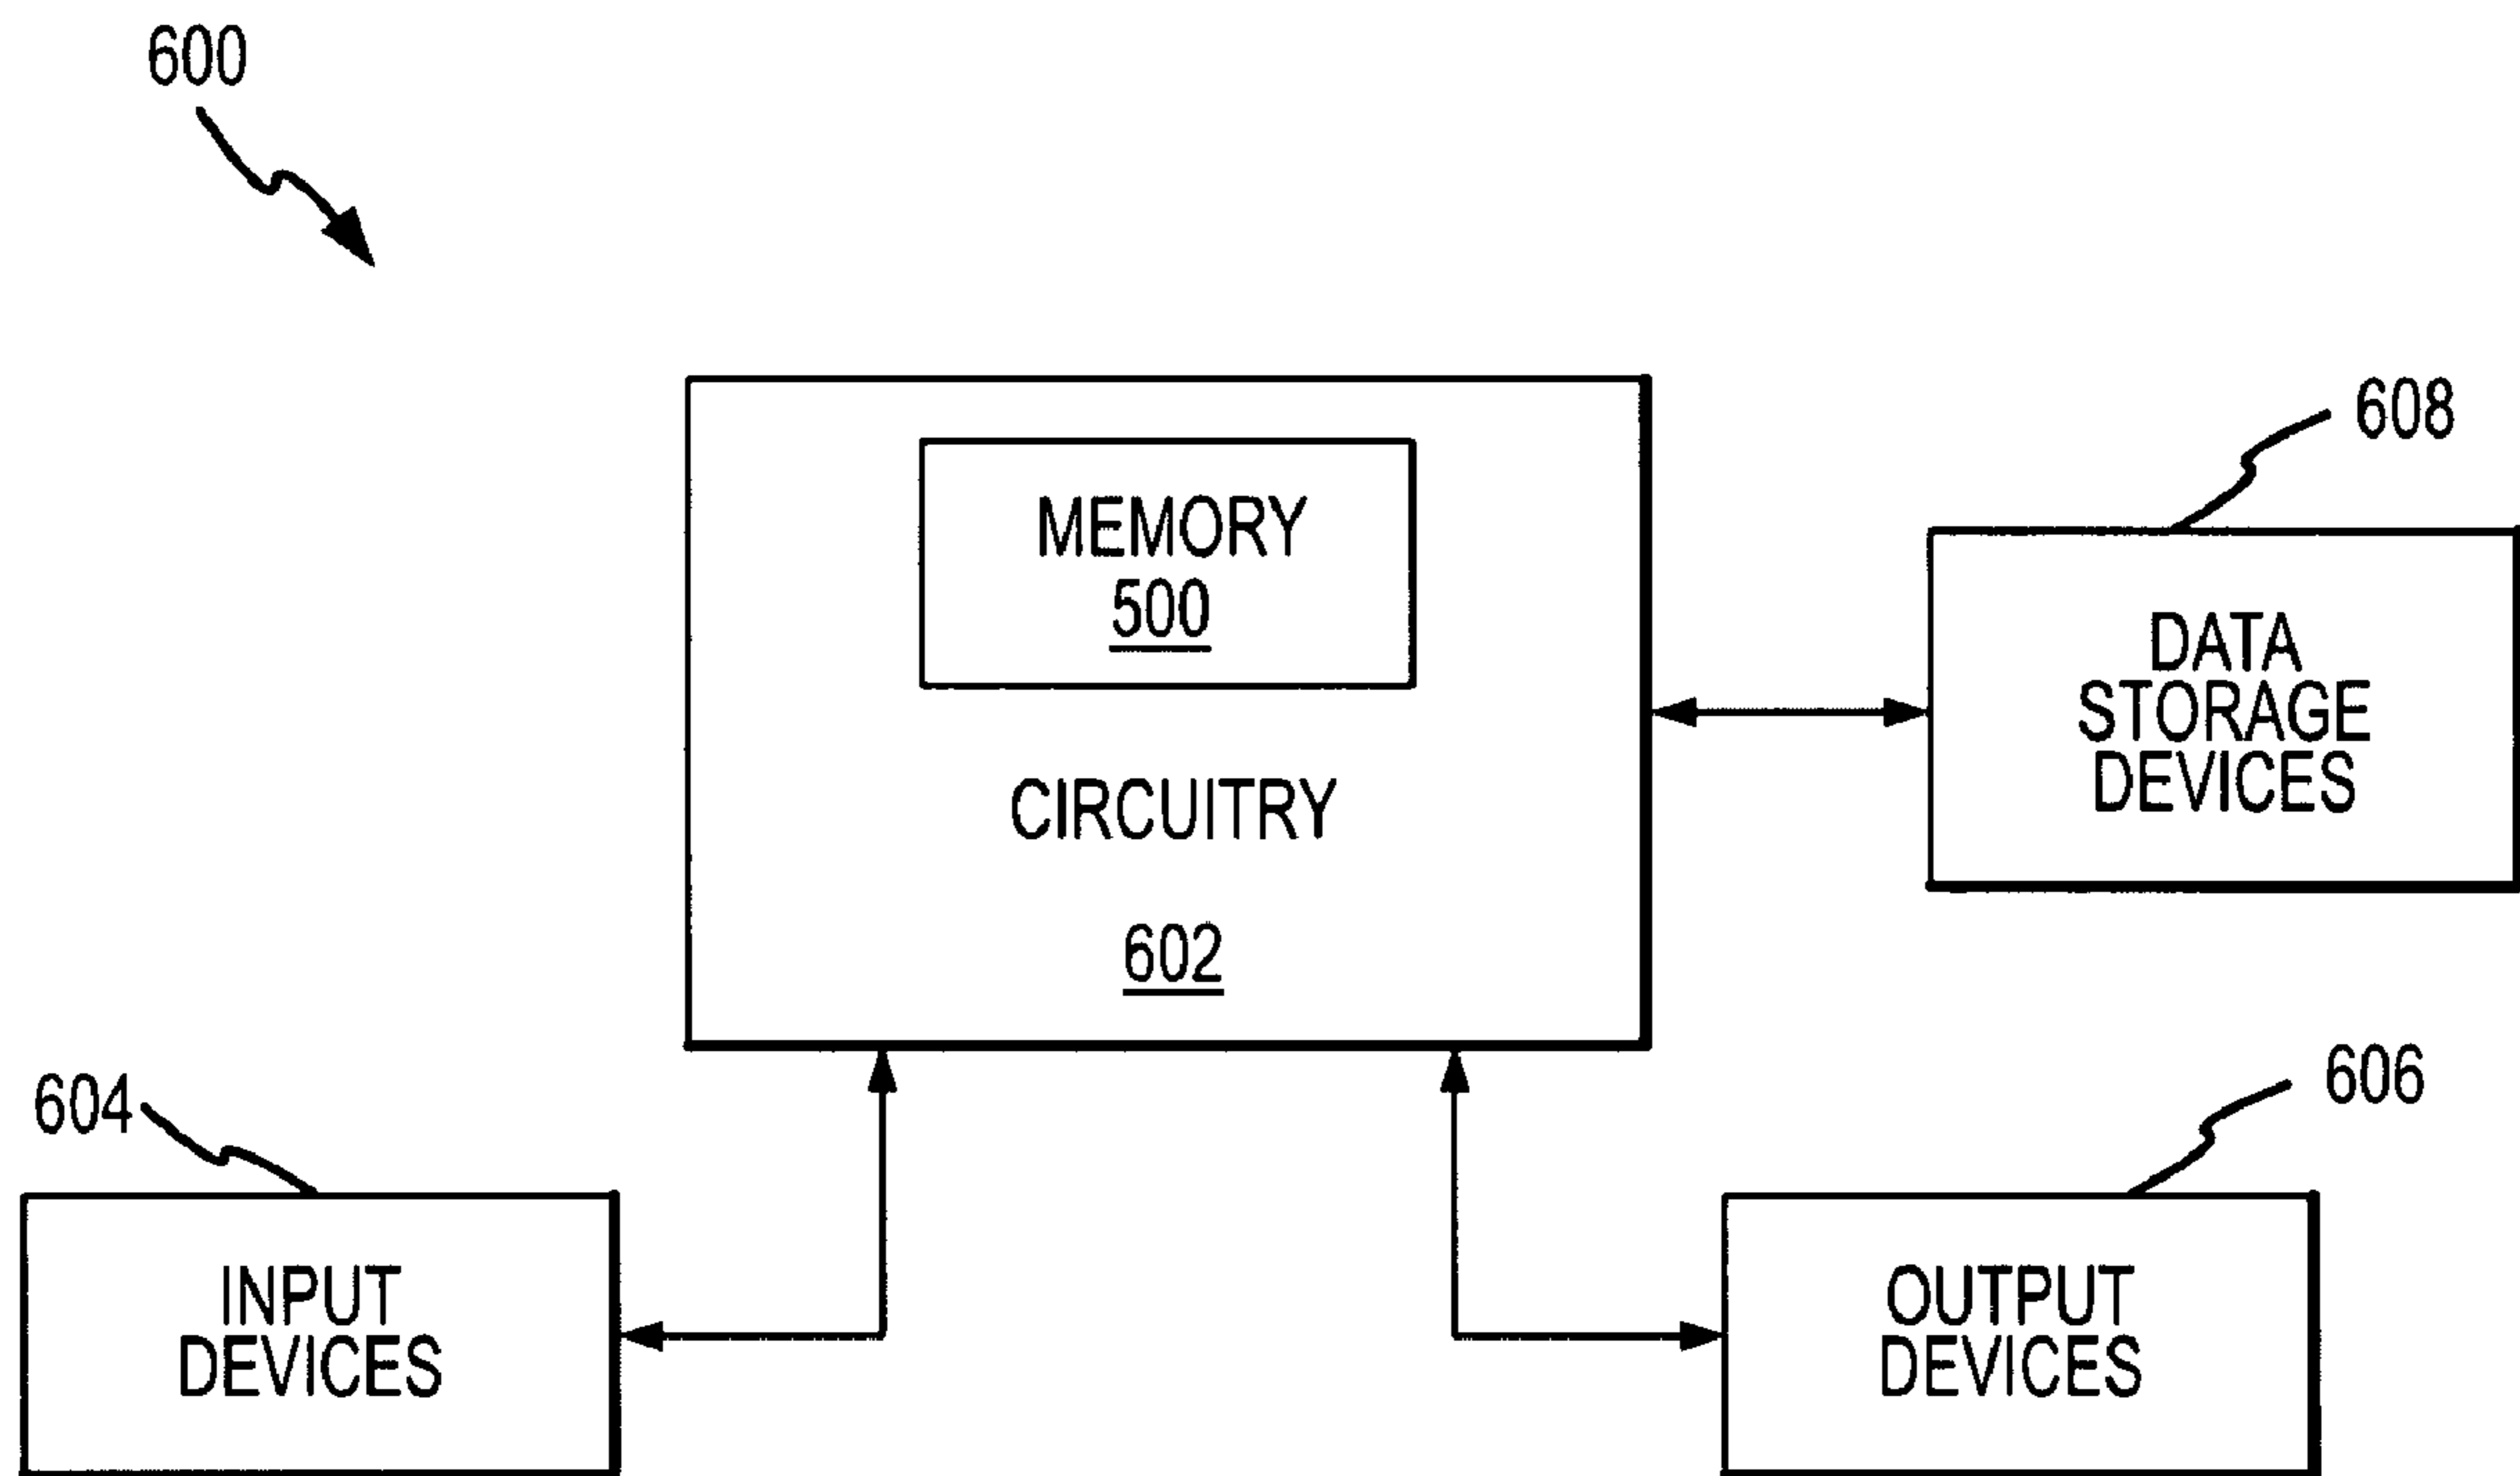 600
MEMORY
500
CIRCUITRY
602
608
DATA
STORAGE
DEVICES
604
INPUT
DEVICES
606
OUTPUT
DEVICES